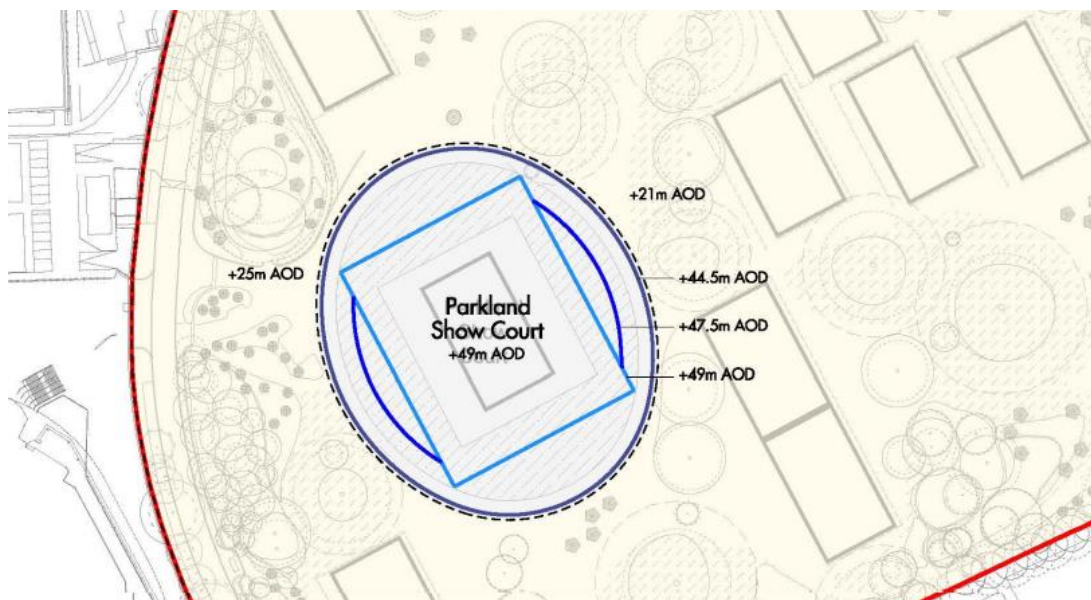 +21m AOD
+25m AOD
+44.5m AOD
Parkland
Show Court
+49m AOD
+47.5m AOD
+49m AOD